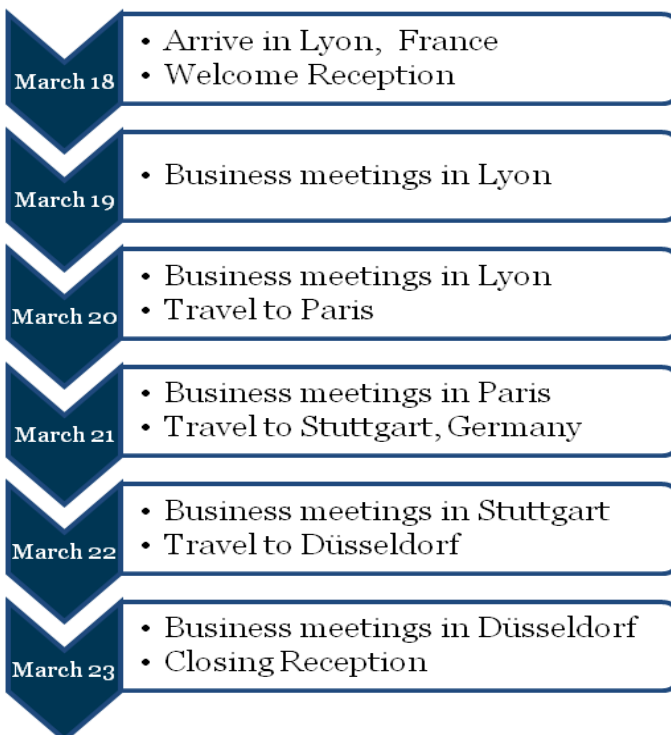 March 18
• Arrive in Lyon, France
• Welcome Reception
March 19
• Business meetings in Lyon
March 20
• Business meetings in Lyon
• Travel to Paris
March 21
• Business meetings in Paris
• Travel to Stuttgart, Germany
March 22
• Business meetings in Stuttgart
• Travel to Düsseldorf
March 23
• Business meetings in Düsseldorf
• Closing Reception